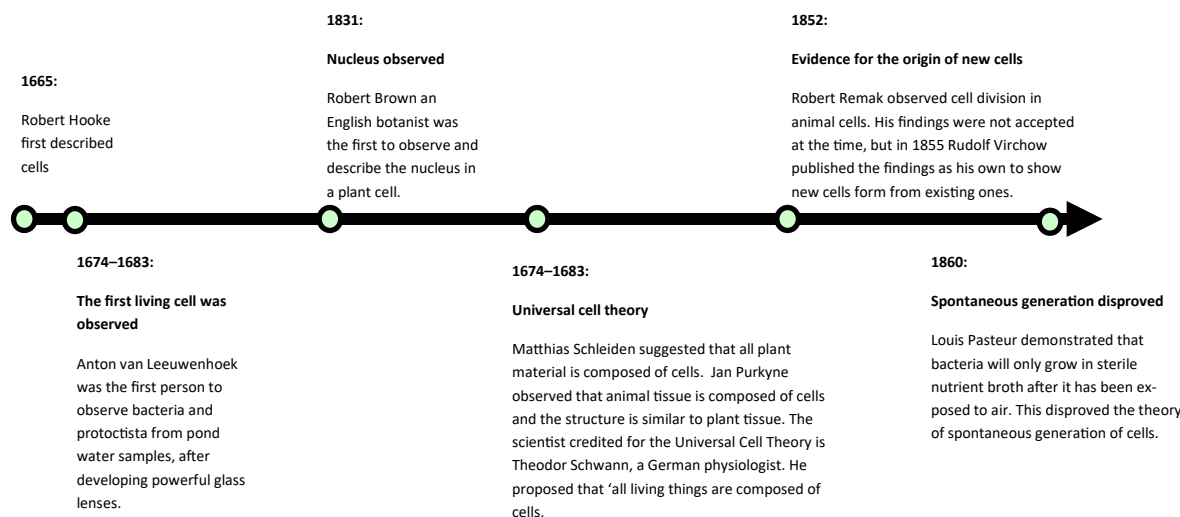 1665:
Robert Hooke
first described
cells
1674–1683:
The first living cell was
observed
Anton van Leeuwenhoek
was the first person to
observe bacteria and
protoctista from pond
water samples, after
developing powerful glass
lenses.
1831:
Nucleus observed
Robert Brown an
English botanist was
the first to observe and
describe the nucleus in
a plant cell.
1674–1683:
Universal cell theory
Matthias Schleiden suggested that all plant
material is composed of cells.  Jan Purkyne
observed that animal tissue is composed of cells
and the structure is similar to plant tissue. The
scientist credited for the Universal Cell Theory is
Theodor Schwann, a German physiologist. He
proposed that ‘all living things are composed of
cells.
1852:
Evidence for the origin of new cells
Robert Remak observed cell division in
animal cells. His findings were not accepted
at the time, but in 1855 Rudolf Virchow
published the findings as his own to show
new cells form from existing ones.
1860:
Spontaneous generation disproved
Louis Pasteur demonstrated that
bacteria will only grow in sterile
nutrient broth after it has been ex-
posed to air. This disproved the theory
of spontaneous generation of cells.